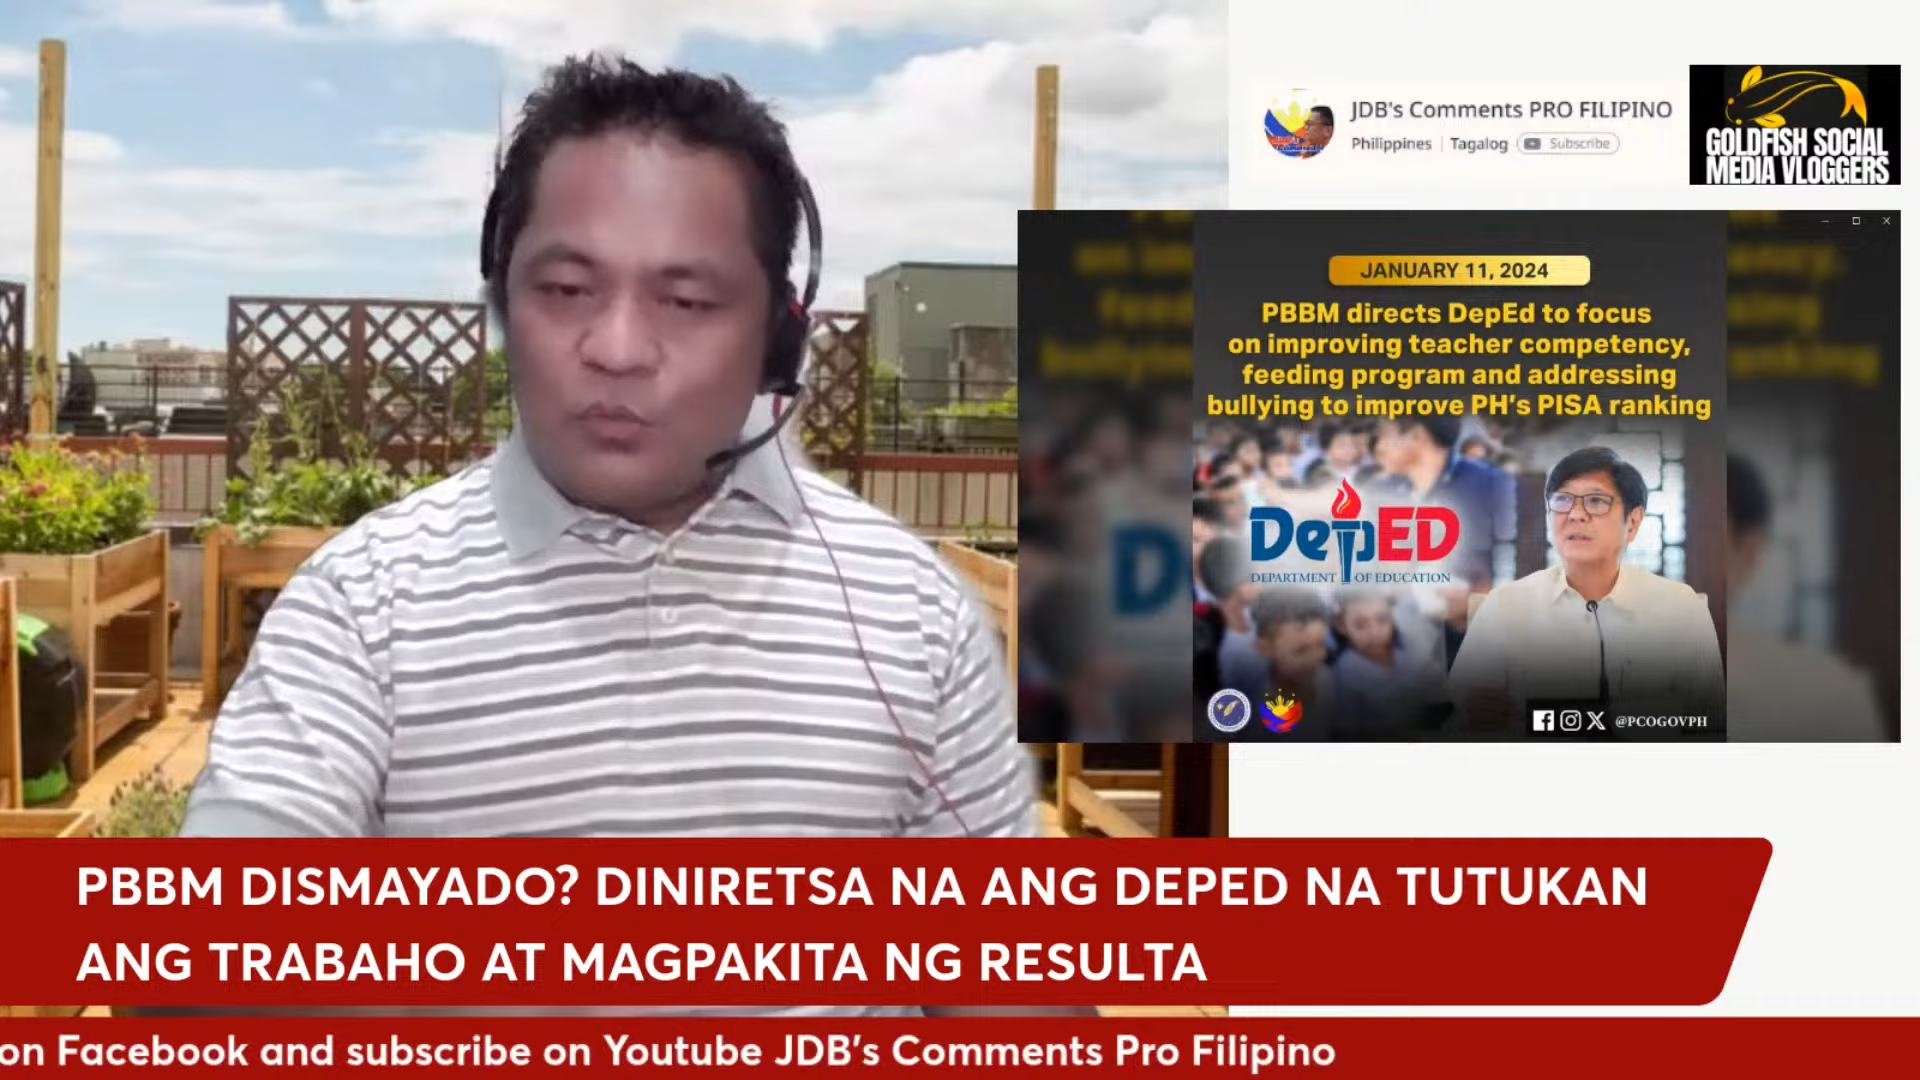 JDB's Comments PRO FILIPINO
Philippines | Tagalog Subscribe
GOLDFISH SOCIAL
MEDIA VLOGGERS
JANUARY 11, 2024
PBBM directs DepEd to focus
on improving teacher competency,
feeding program and addressing
bullying to improve PH's PISA ranking
DepED
DEPARTMENT OF EDUCATION
@PCOGOVPH
PBBM DISMAYADO? DINIRETSA NA ANG DEPED NA TUTUKAN
ANG TRABAHO AT MAGPAKITA NG RESULTA
on Facebook and subscribe on Youtube JDB's Comments Pro Filipino